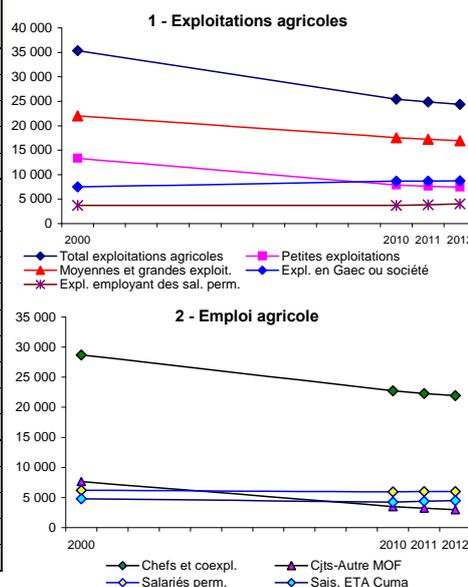 1 - Exploitations agricoles
40 000
35 000
30 000
25 000
20 000
15 000
10 000
5 000
0
2000 2010 2011 2012
Total exploitations agricoles Petites exploitations
Moyennes et grandes exploit. Expl. en Gaec ou société
Expl. employant des sal. perm.
2 - Emploi agricole
35 000
30 000
25 000
20 000
15 000
10 000
5 000
0
2000 2010 2011 2012
Chefs et coexpl. Cjts-Autre MOF
Salariés perm. Sais. ETA Cuma